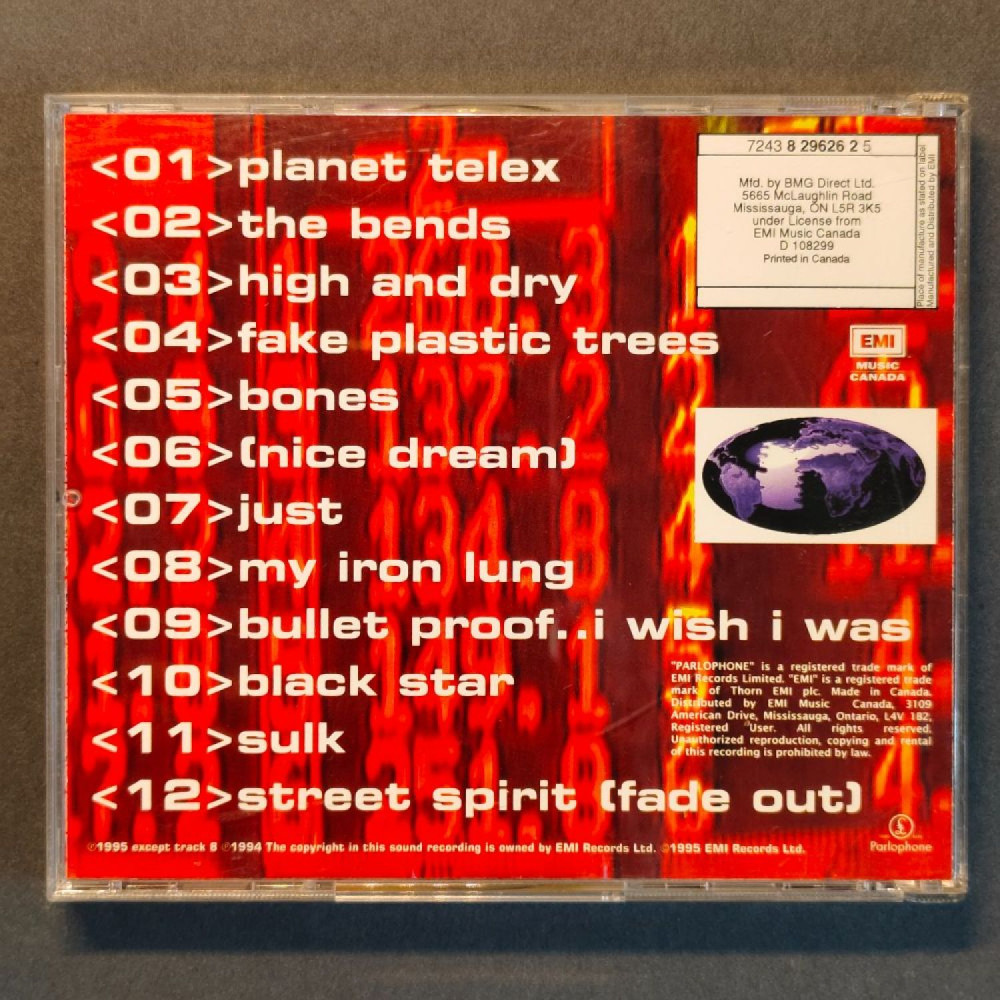 <01>planet telex
<02>the bends
<03>high and dry
<04>fake plastic trees
<05>bones
<06>(nice dream)
<07>just
<08>my iron lung
<09>bullet proof..i wish i was
<10>black star
<11>sulk
<12>street spirit (fade out)
7243 8 29626 2 5
Mfd. by BMG Direct Ltd.
5665 McLaughlin Road
Mississauga, ON L5R 3K5
under License from
EMI Music Canada
D 108299
Printed in Canada
Place of manufacture as stated on label
Manufactured and Distributed by EMI
EMI
MUSIC
CANADA
"PARLOPHONE" is a registered trade mark of
EMI Records Limited. "EMI" is a registered trade
mark of Thorn EMI plc. Made in Canada.
Distributed by EMI Music Canada, 3109
American Drive, Mississauga, Ontario, L4V 1B2,
Registered User. All rights reserved.
Unauthorized reproduction, copying and rental
of this recording is prohibited by law.
£
Parlophone
℗1995 except track 8 ℗1994 The copyright in this sound recording is owned by EMI Records Ltd. ©1995 EMI Records Ltd.